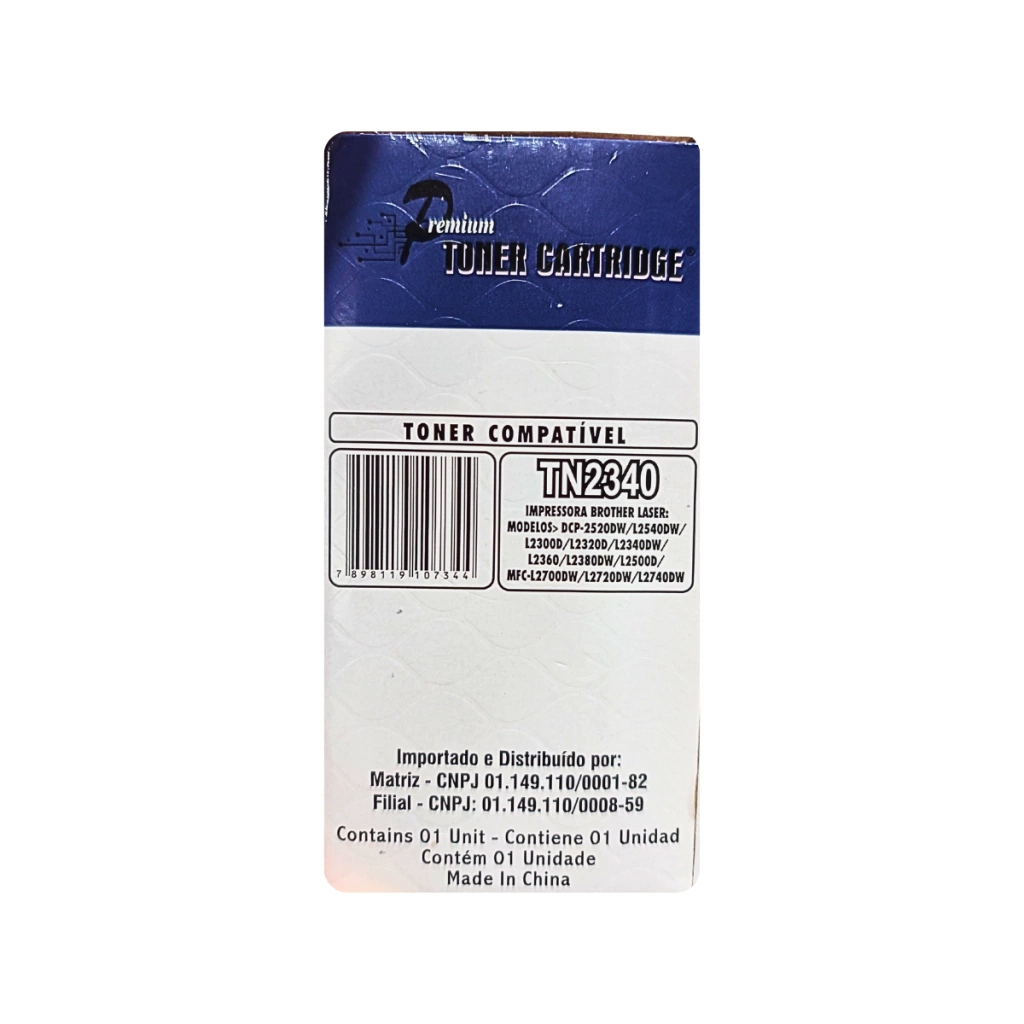 Premium
TONER CARTRIDGE®
TONER COMPATÍVEL
7 898119 107344
TN2340
IMPRESSORA BROTHER LASER:
MODELOS> DCP-2520DW/L2540DW/
L2300D/L2320D/L2340DW/
L2360/L2380DW/L2500D/
MFC-L2700DW/L2720DW/L2740DW
Importado e Distribuído por:
Matriz - CNPJ 01.149.110/0001-82
Filial - CNPJ: 01.149.110/0008-59
Contains 01 Unit - Contiene 01 Unidad
Contém 01 Unidade
Made In China